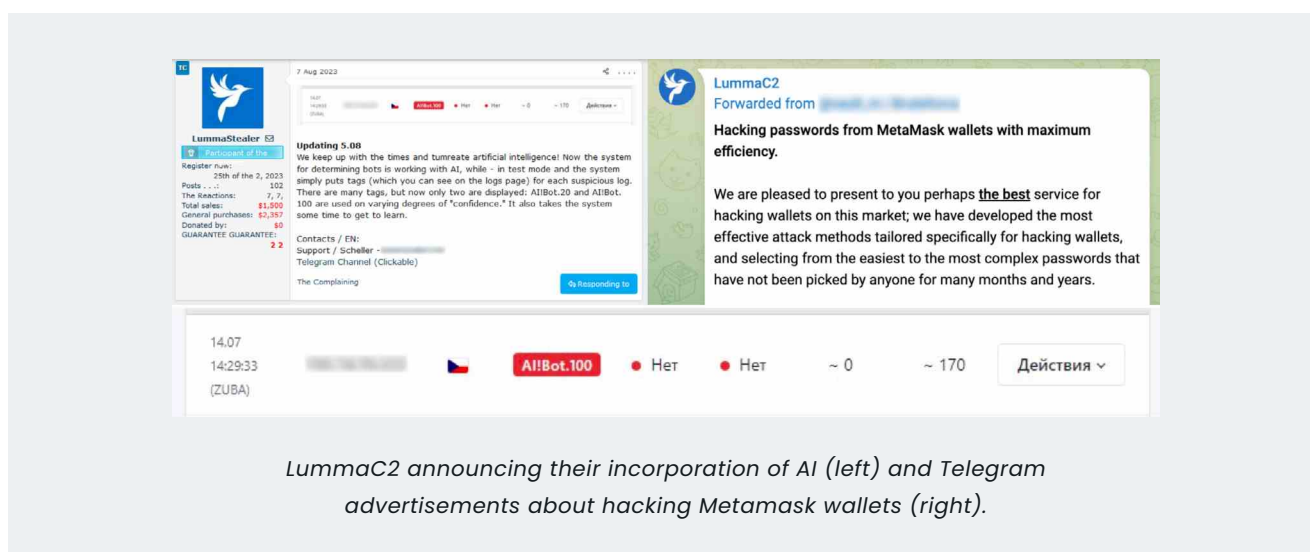 TC
LummaStealer
Participant of the
Register now:
25th of the 2, 2023
Posts . . .: 102
The Reactions: 7, 7,
Total sales: $1,500
General purchases: $2,357
Donated by: $0
GUARANTEE GUARANTEE:
2 2
7 Aug 2023
14.07
14:29:33
(ZUBA)
AI!Bot.100
Нет
Нет
~ 0
~ 170
Действия
Updating 5.08
We keep up with the times and tumreate artificial intelligence! Now the system
for determining bots is working with AI, while - in test mode and the system
simply puts tags (which you can see on the logs page) for each suspicious log.
There are many tags, but now only two are displayed: AI!Bot.20 and AI!Bot.
100 are used on varying degrees of "confidence." It also takes the system
some time to get to learn.
Contacts / EN:
Support / Scheller -
Telegram Channel (Clickable)
The Complaining
Responding to
LummaC2
Forwarded from
Hacking passwords from MetaMask wallets with maximum
efficiency.
We are pleased to present to you perhaps the best service for
hacking wallets on this market; we have developed the most
effective attack methods tailored specifically for hacking wallets,
and selecting from the easiest to the most complex passwords that
have not been picked by anyone for many months and years.
14.07
14:29:33
(ZUBA)
AI!Bot.100
Нет
Нет
~ 0
~ 170
Действия
LummaC2 announcing their incorporation of AI (left) and Telegram
advertisements about hacking Metamask wallets (right).